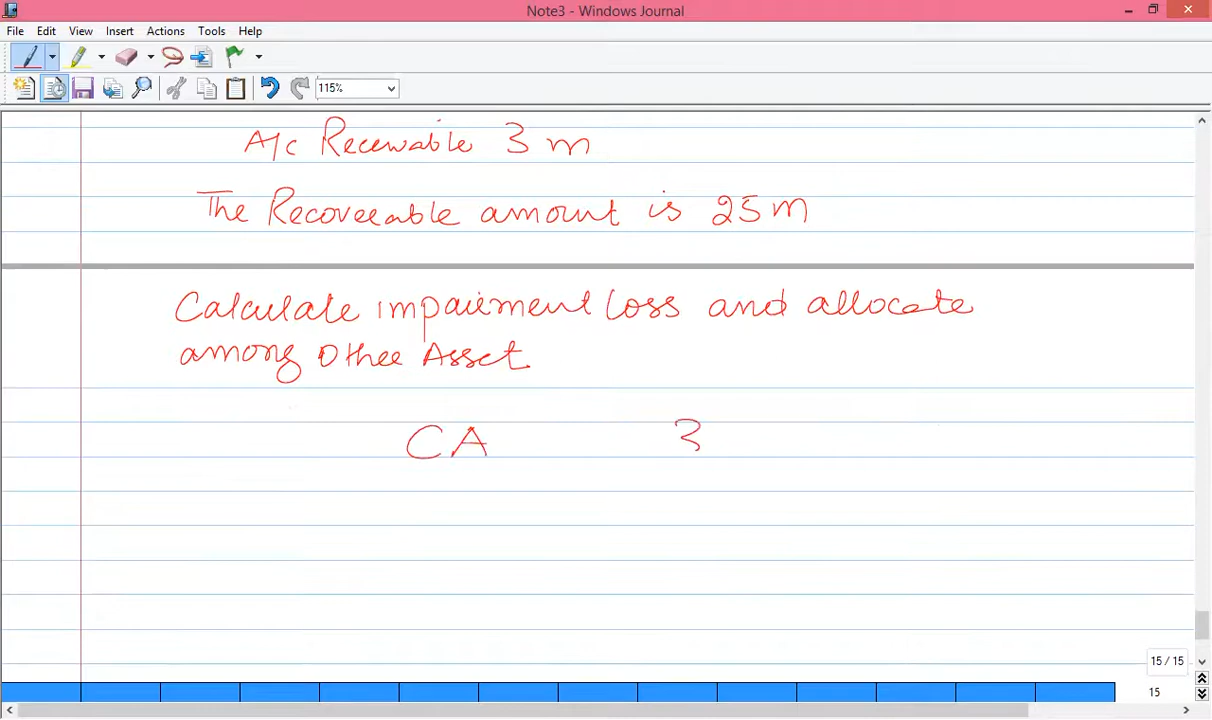 Note3 - Windows Journal
File Edit View Insert Actions Tools Help
115%
A/c Receivable 3 m
The Recoverable amount is 25 m
Calculate impairment loss and allocate
among Other Asset
CA 3
15 / 15
15